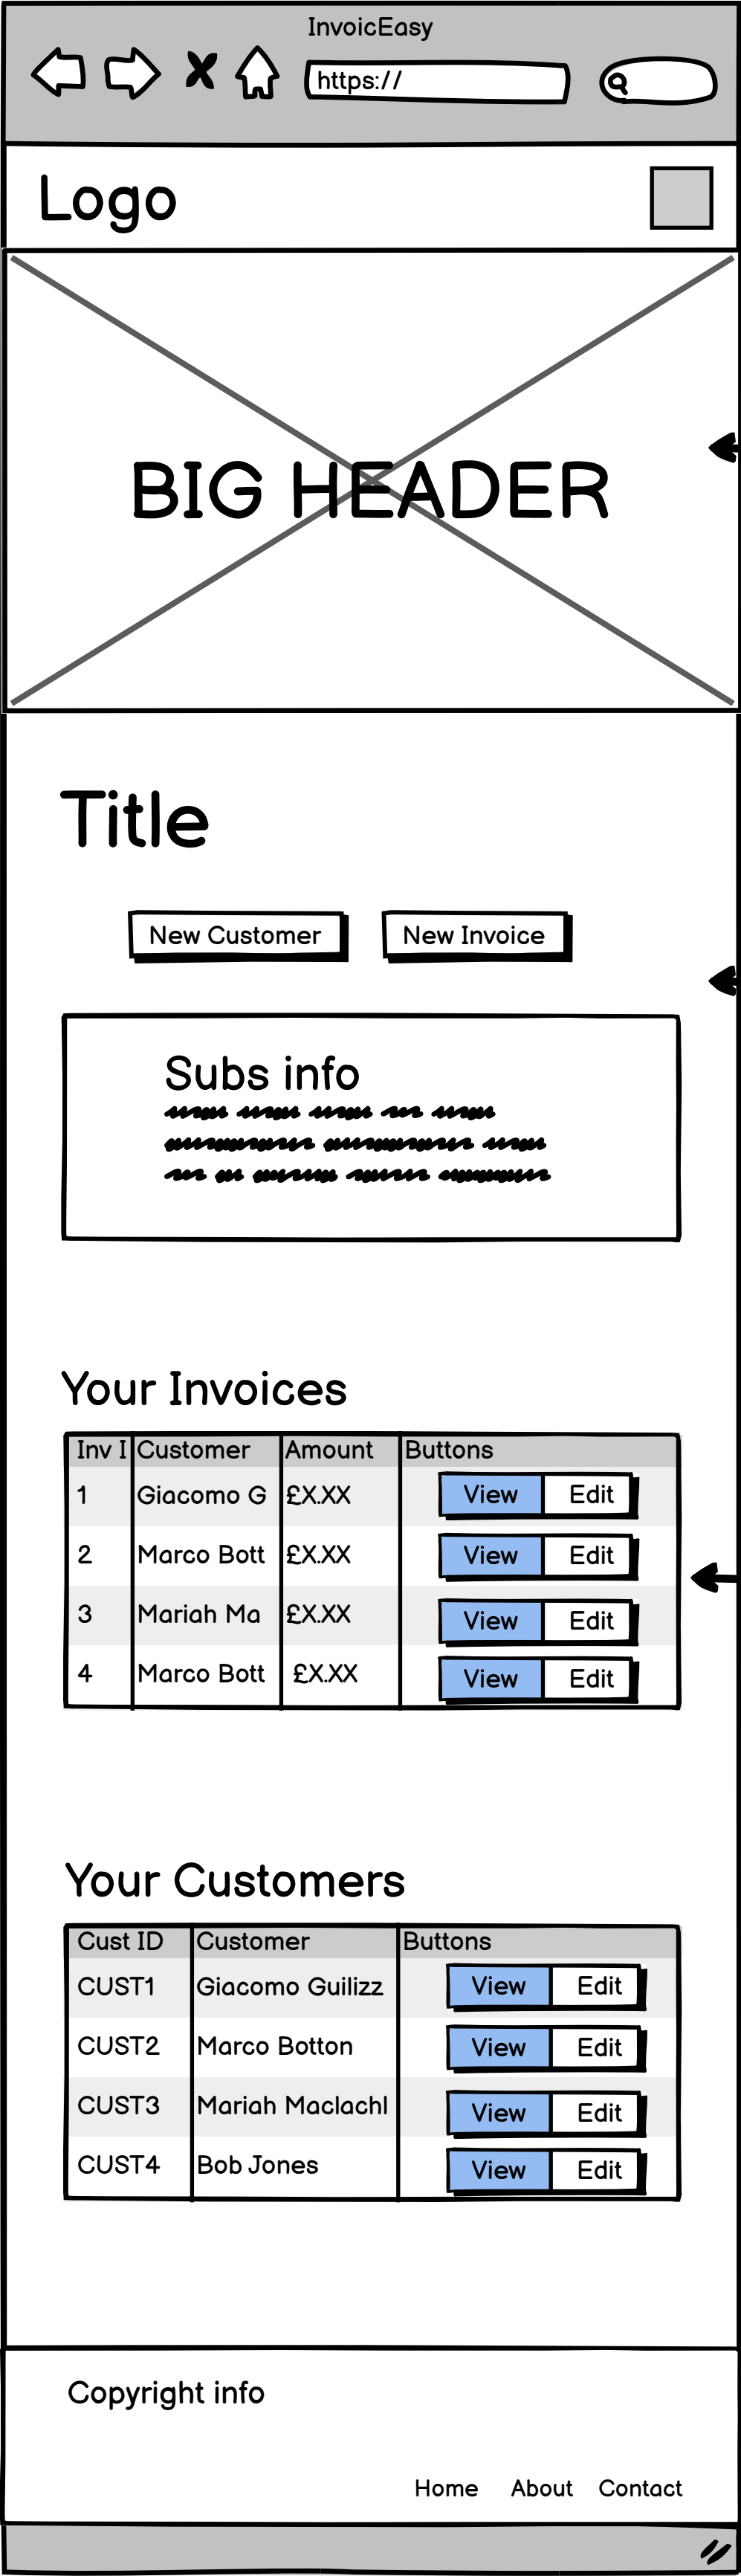 InvoicEasy
https://
Logo
BIG HEADER
Title
New Customer New Invoice
Subs info
Your Invoices
Inv I Customer Amount Buttons
1 Giacomo G £X.XX View Edit
2 Marco Bott £X.XX View Edit
3 Mariah Ma £X.XX View Edit
4 Marco Bott £X.XX View Edit
Your Customers
Cust ID Customer Buttons
CUST1 Giacomo Guilizz View Edit
CUST2 Marco Botton View Edit
CUST3 Mariah Maclachl View Edit
CUST4 Bob Jones View Edit
Copyright info
Home About Contact